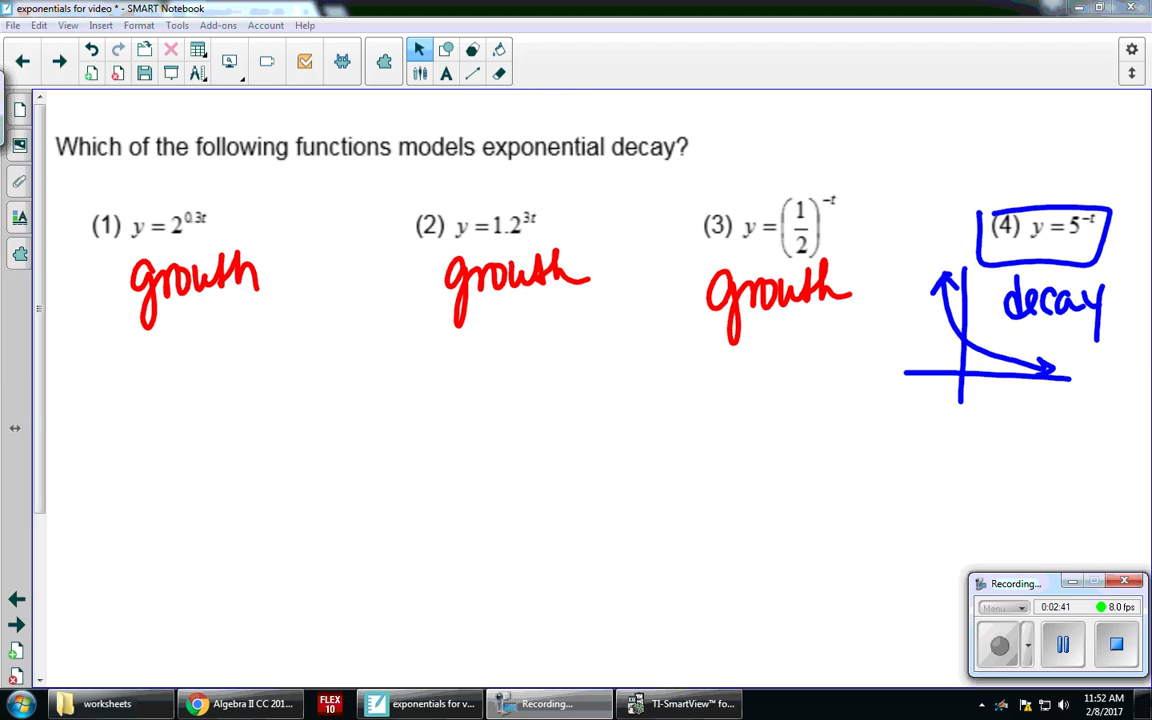 exponentials for video * - SMART Notebook
File Edit View Insert Format Tools Add-ons Account Help
Which of the following functions models exponential decay?
(1) y = 2^{0.3t} (2) y = 1.2^{3t} (3) y = (1/2)^{-t} (4) y = 5^{-t}
growth growth growth decay
Recording...
Menu 0:02:41 8.0 fps
worksheets Algebra II CC 201... FLEX 10 exponentials for v... Recording... TI-SmartView™ fo... 11:52 AM
2/8/2017